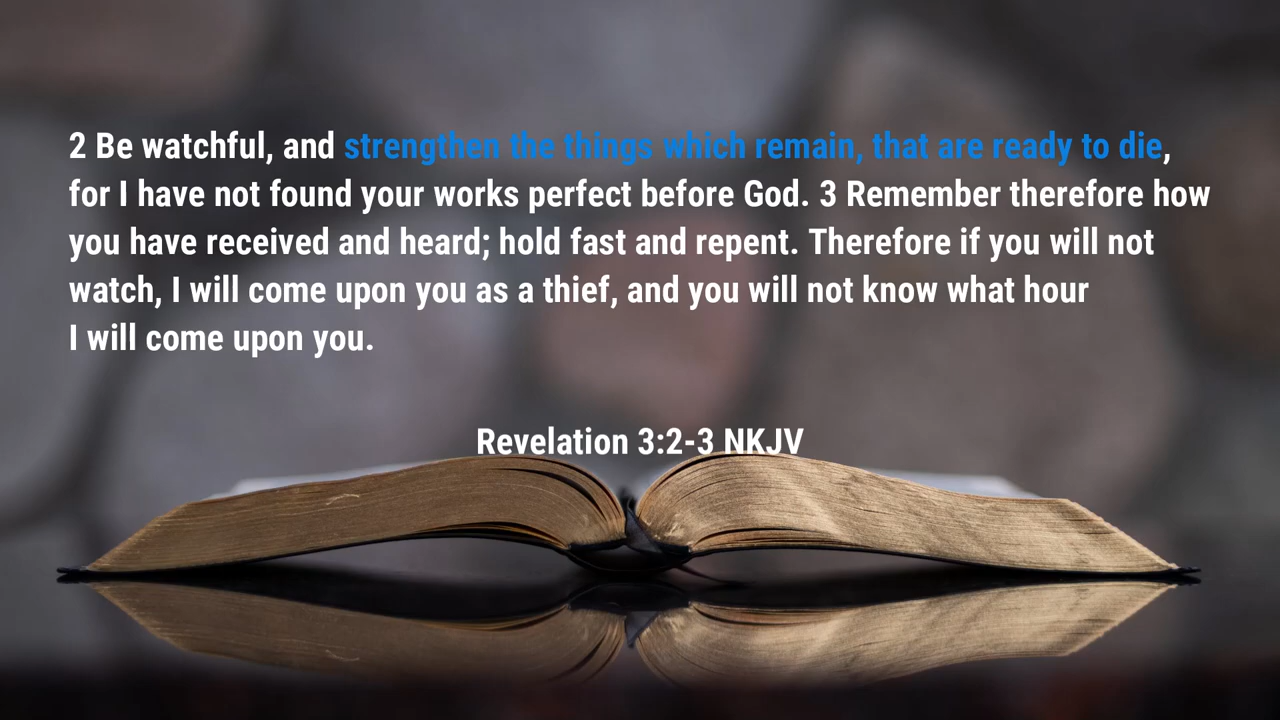 2 Be watchful, and strengthen the things which remain, that are ready to die,
for I have not found your works perfect before God. 3 Remember therefore how
you have received and heard; hold fast and repent. Therefore if you will not
watch, I will come upon you as a thief, and you will not know what hour
I will come upon you.
Revelation 3:2-3 NKJV